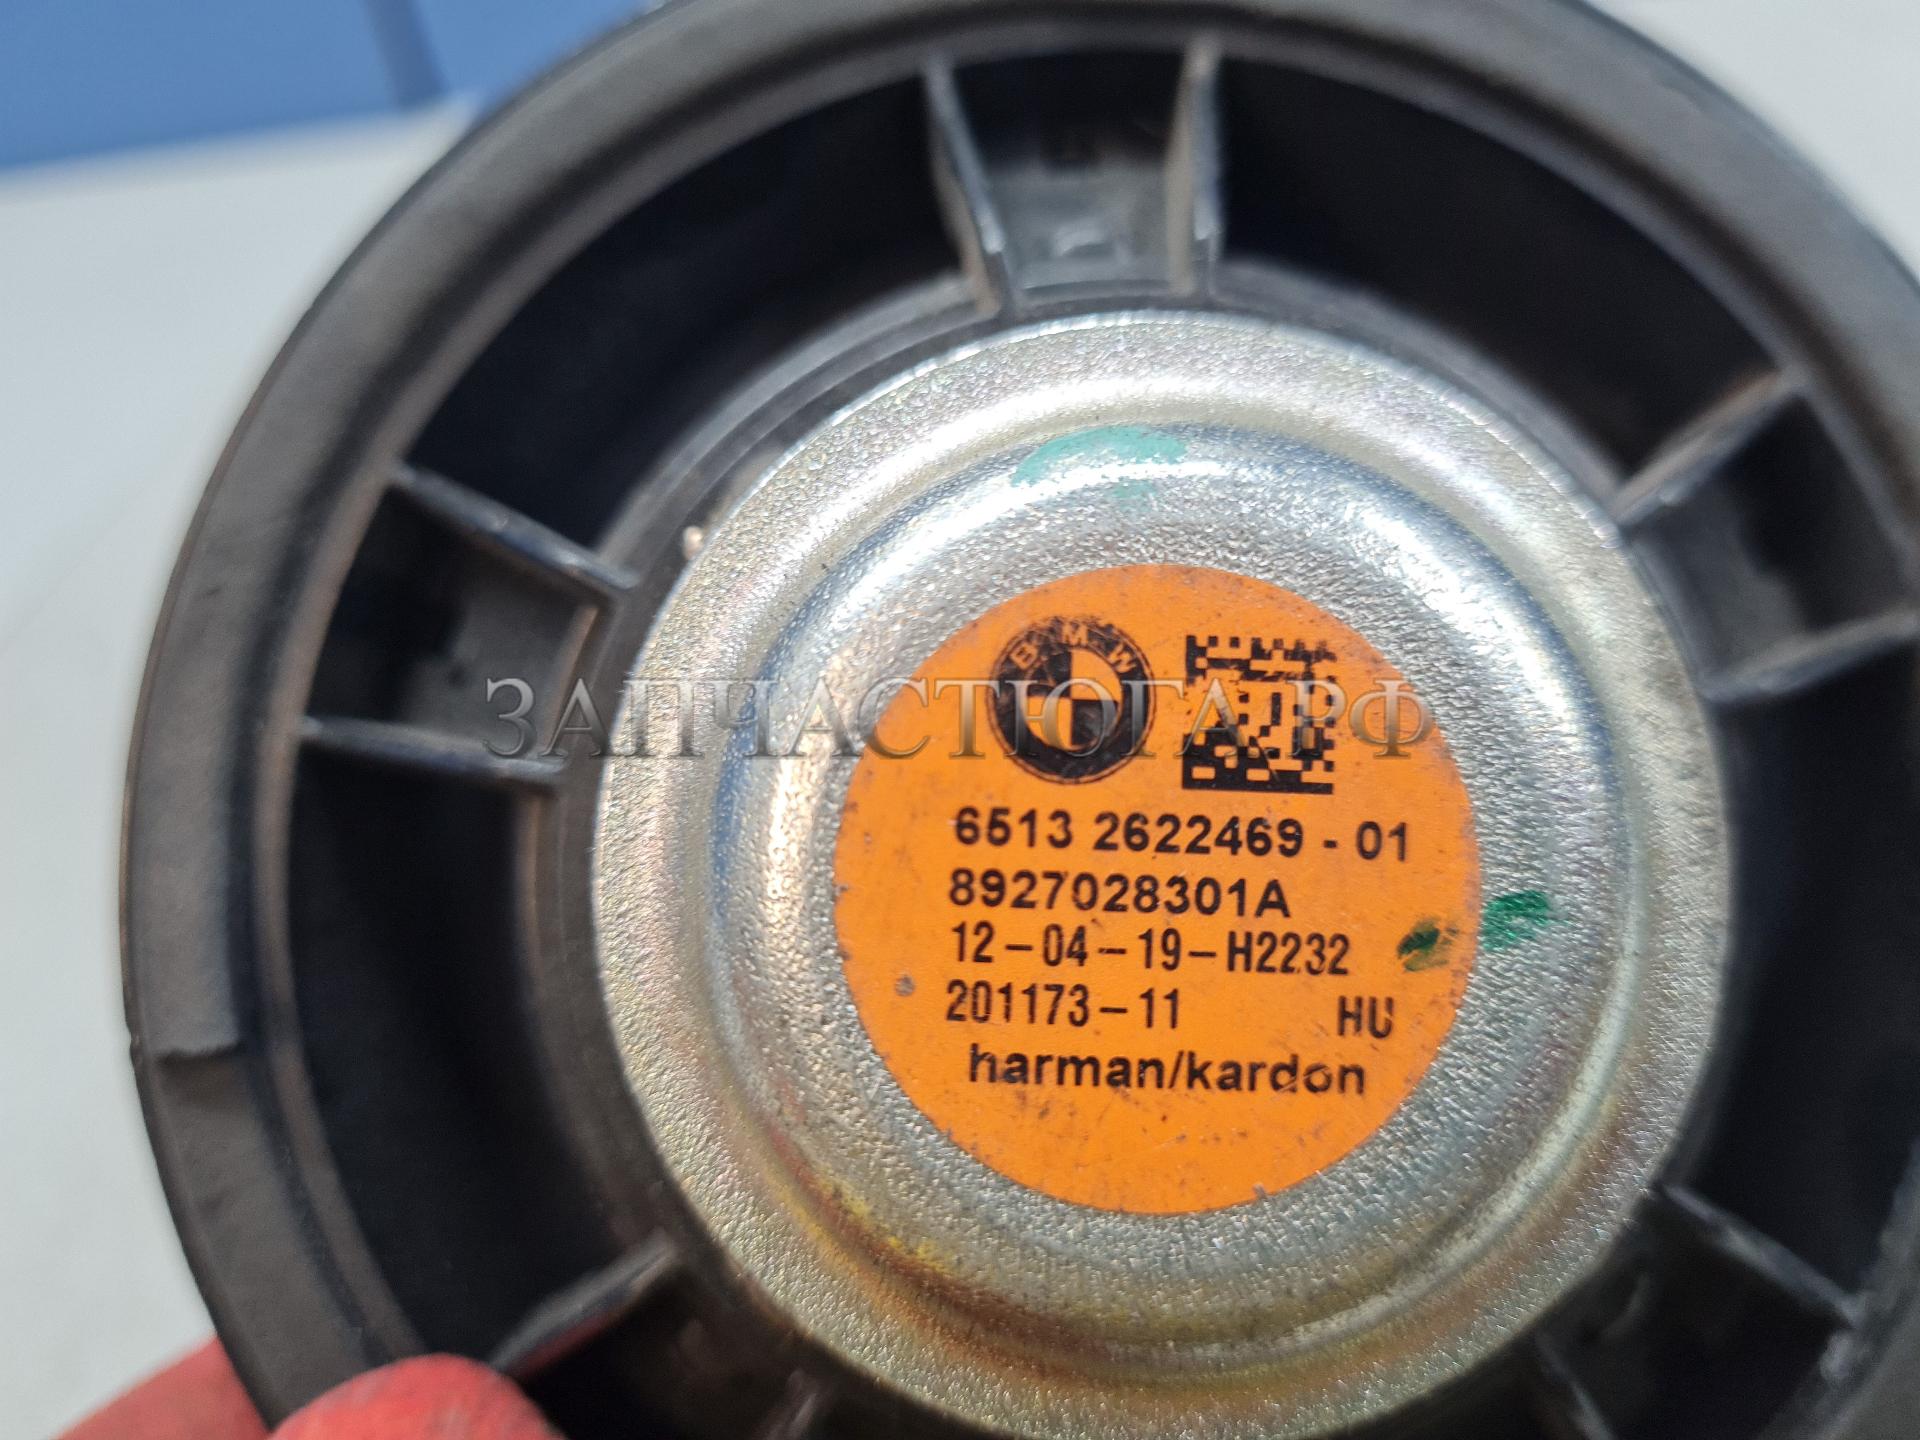 BMW
ЗАПЧАСТЮГА.РФ
6513 2622469 - 01
8927028301A
12-04-19-H2232
201173-11 HU
harman/kardon